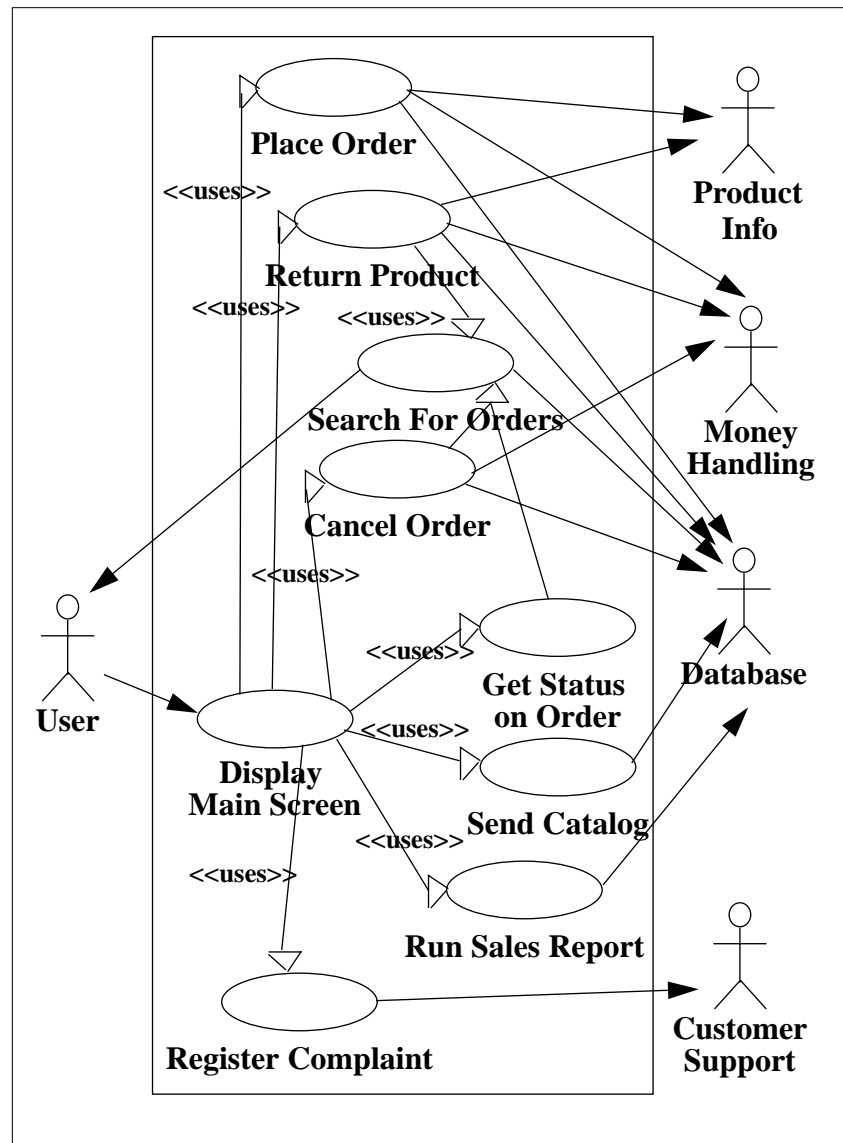 Place Order
<<uses>>
Product
Info
Return Product
<<uses>>
<<uses>>
Search For Orders
Money
Handling
Cancel Order
<<uses>>
<<uses>>
Get Status
on Order
Database
User
<<uses>>
Display
Main Screen
Send Catalog
<<uses>>
<<uses>>
Run Sales Report
Customer
Support
Register Complaint